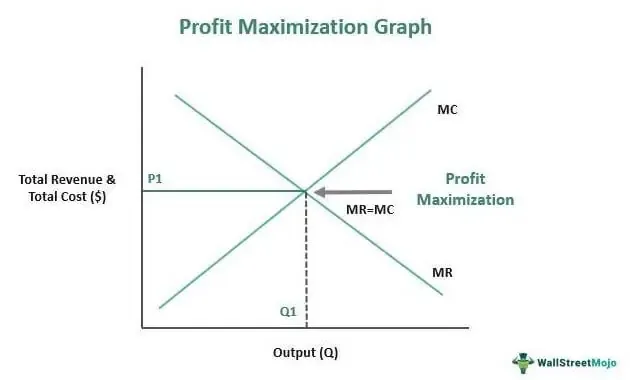 Profit Maximization Graph
MC
P1
Total Revenue &
Total Cost ($)
Profit
Maximization
MR=MC
MR
Q1
Output (Q)
WallStreetMojo